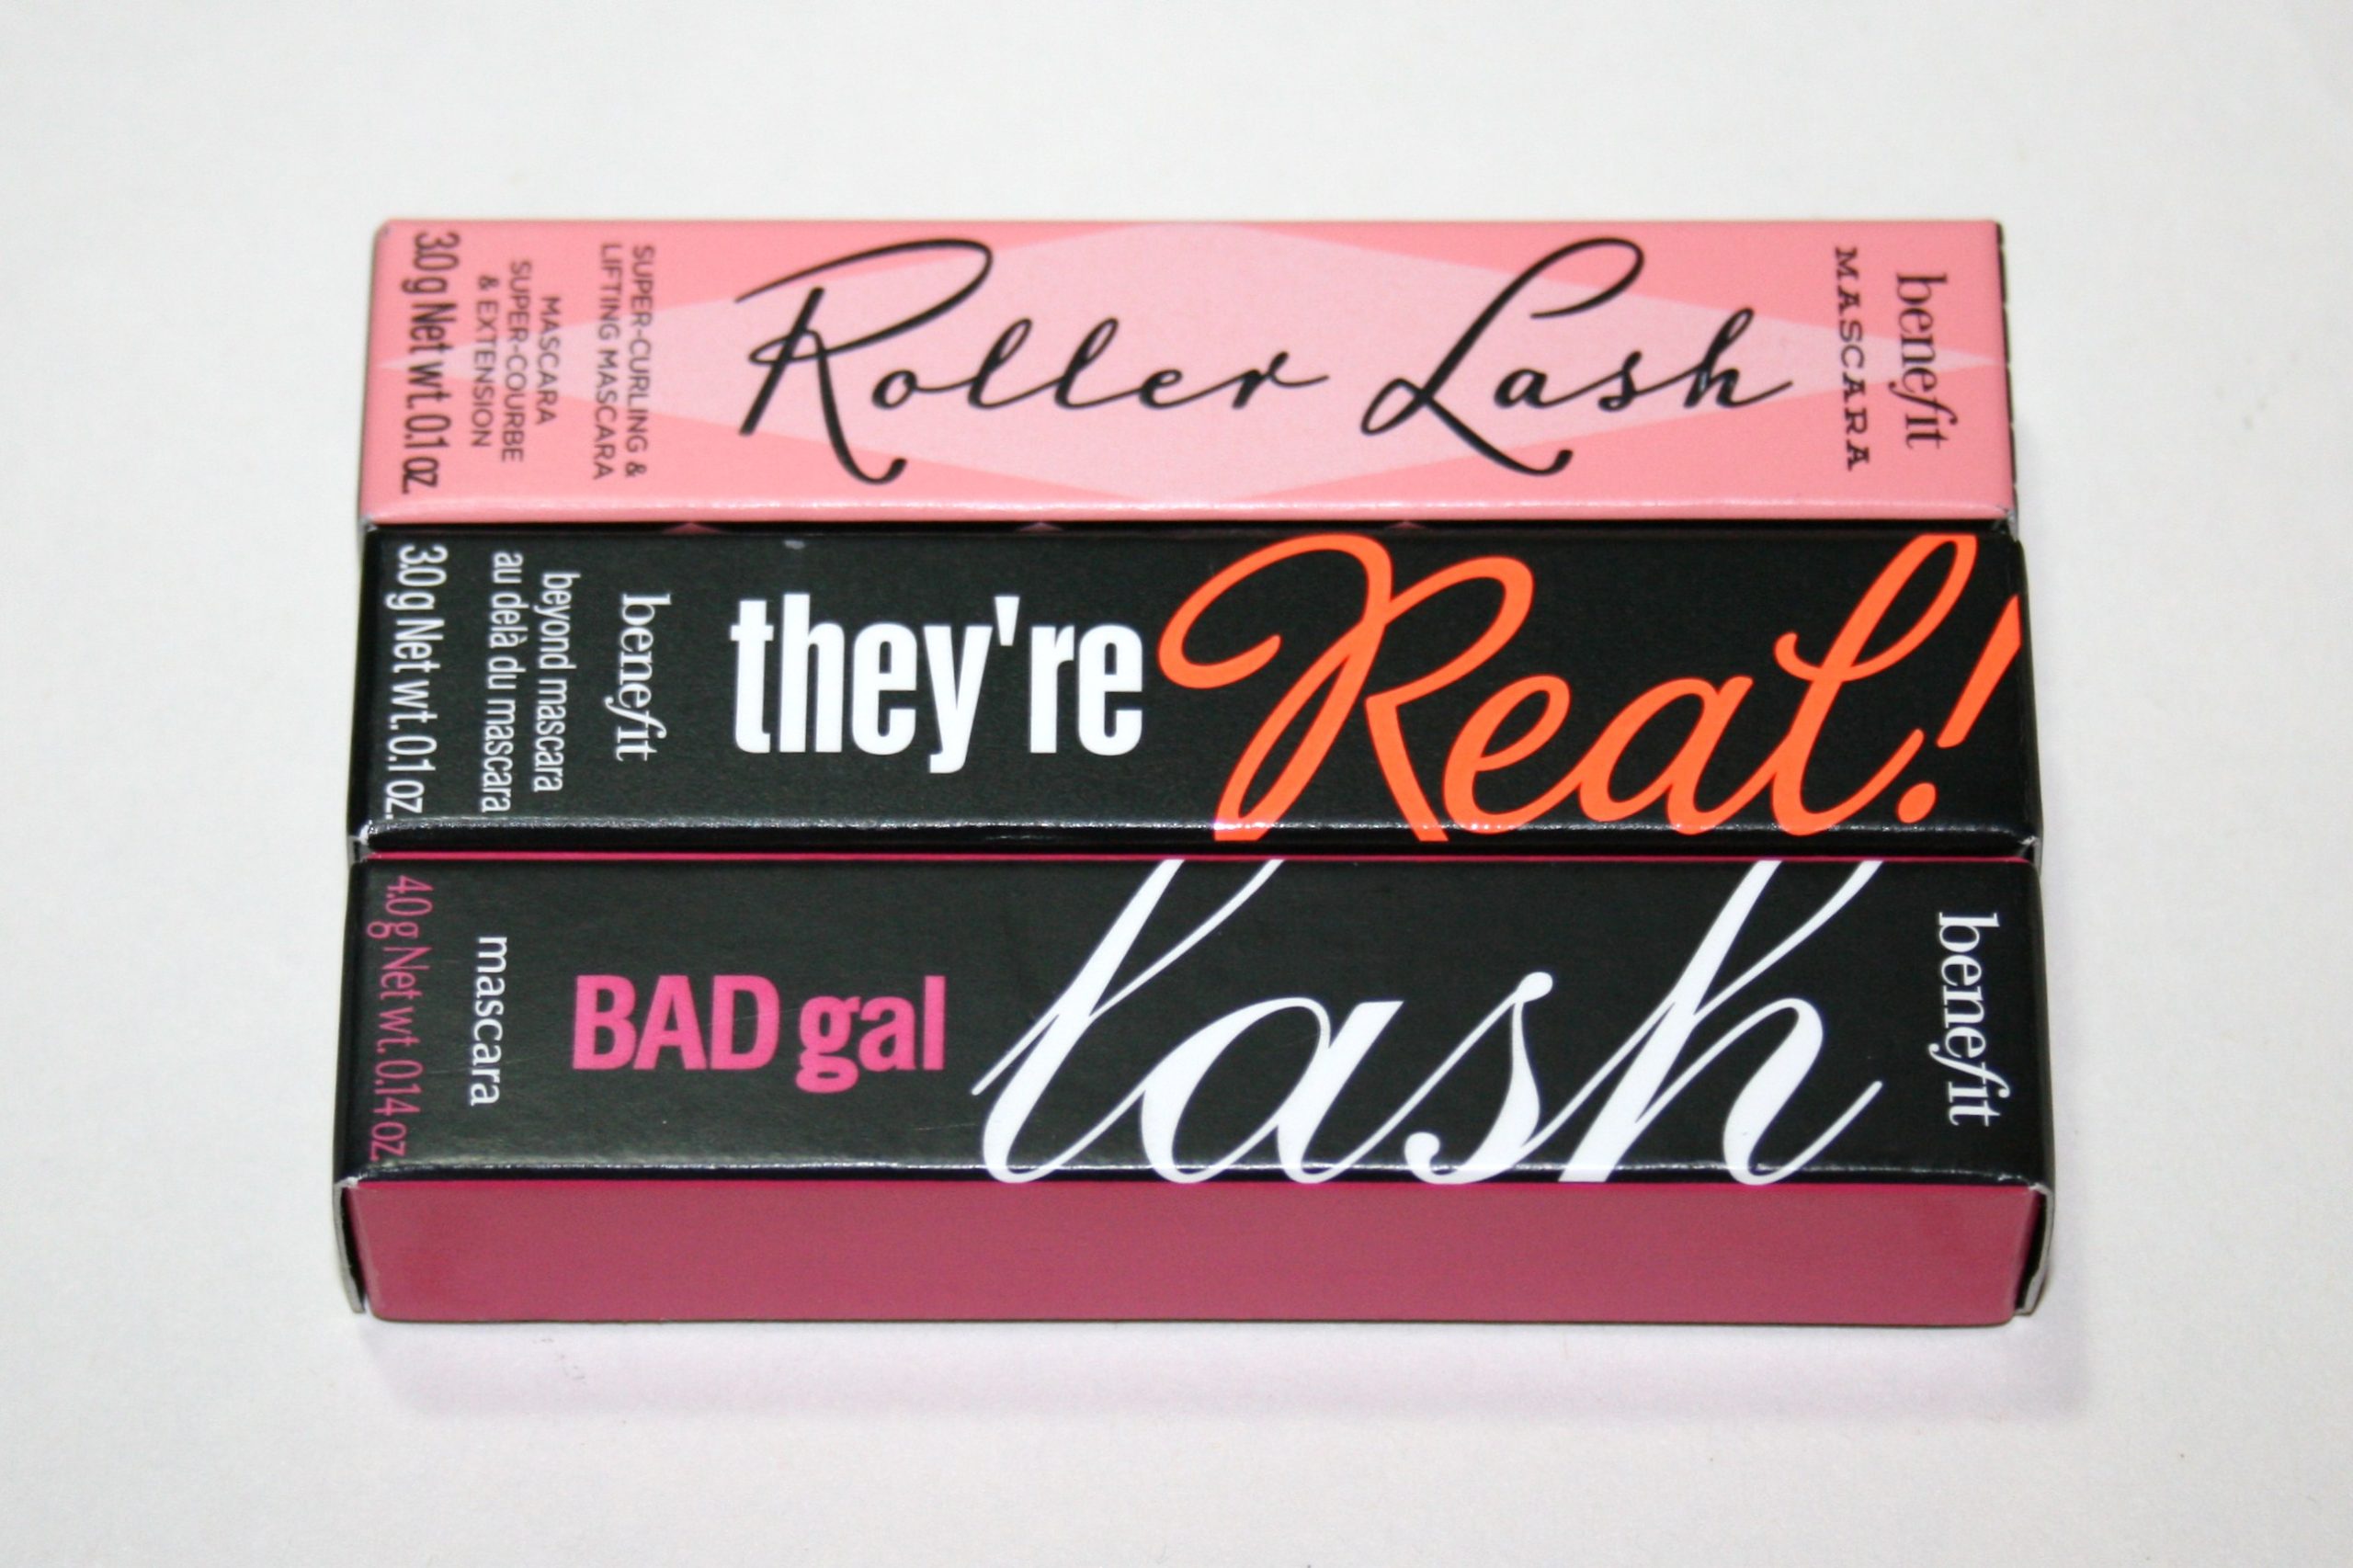 Roller Lash
benefit
MASCARA
SUPER-CURLING &
LIFTING MASCARA
MASCARA
SUPER-COURBE
& EXTENSION
3.0 g Net wt. 0.1 oz.
they're Real!
benefit
beyond mascara
au delà du mascara
3.0 g Net wt. 0.1 oz.
BAD gal lash
benefit
mascara
4.0 g Net wt. 0.14 oz.